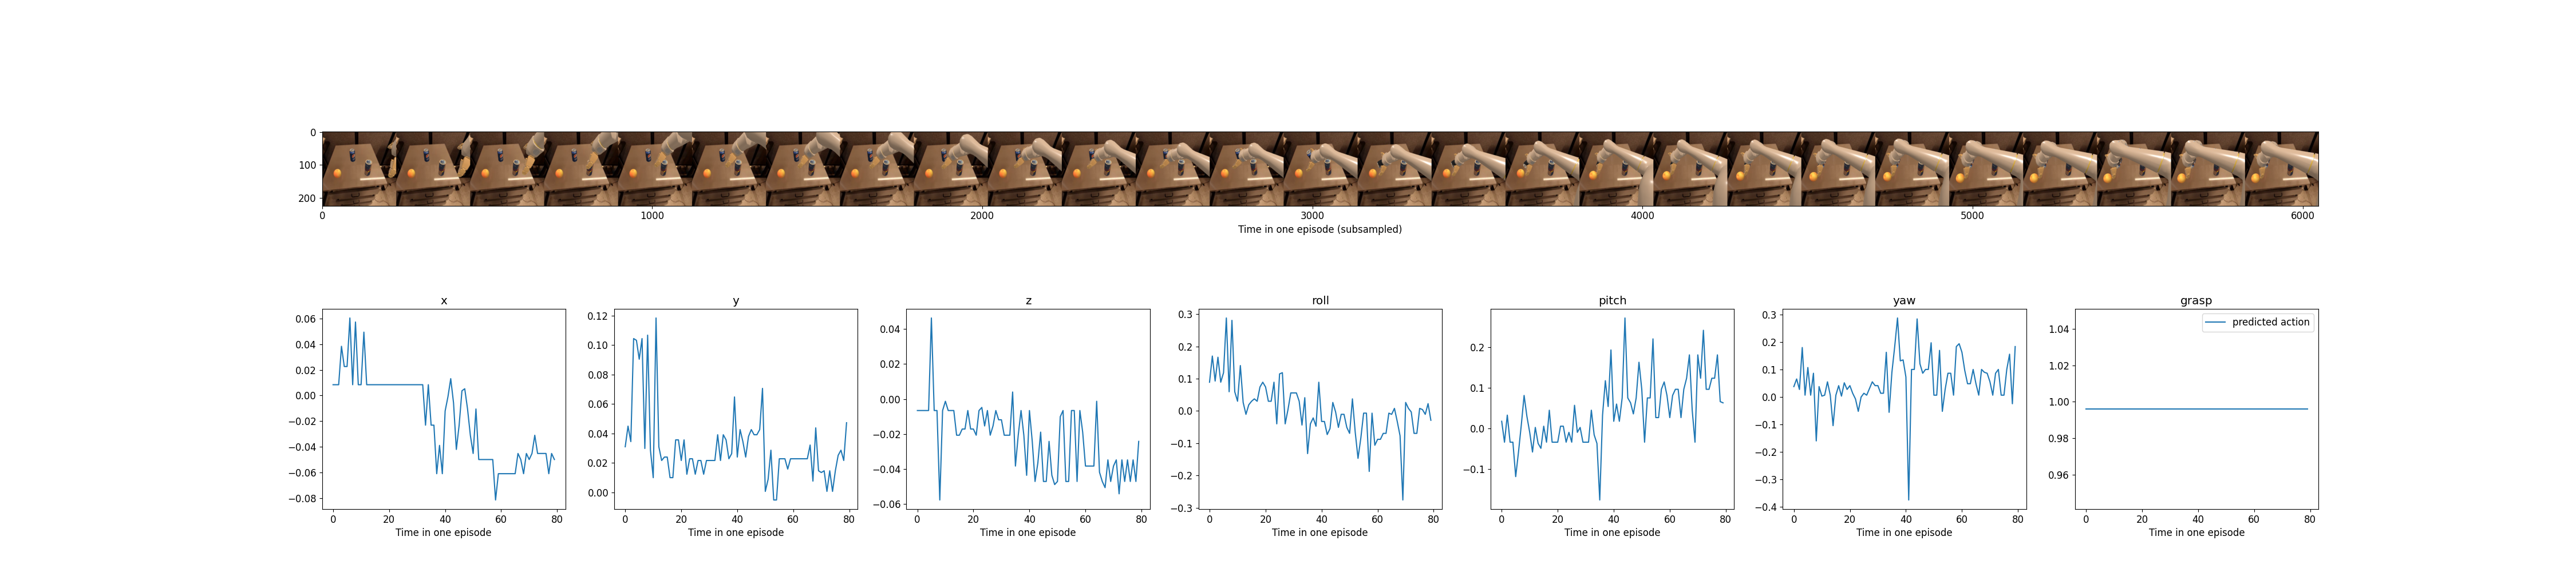 0
100
200
0 1000 2000 3000 4000 5000 6000
Time in one episode (subsampled)
x y z roll pitch yaw grasp
predicted action
0.06
0.04
0.02
0.00
−0.02
−0.04
−0.06
−0.08
0 20 40 60 80
Time in one episode
0.12
0.10
0.08
0.06
0.04
0.02
0.00
0 20 40 60 80
Time in one episode
0.04
0.02
0.00
−0.02
−0.04
−0.06
0 20 40 60 80
Time in one episode
0.3
0.2
0.1
0.0
−0.1
−0.2
−0.3
0 20 40 60 80
Time in one episode
0.2
0.1
0.0
−0.1
0 20 40 60 80
Time in one episode
0.3
0.2
0.1
0.0
−0.1
−0.2
−0.3
−0.4
0 20 40 60 80
Time in one episode
1.04
1.02
1.00
0.98
0.96
0 20 40 60 80
Time in one episode